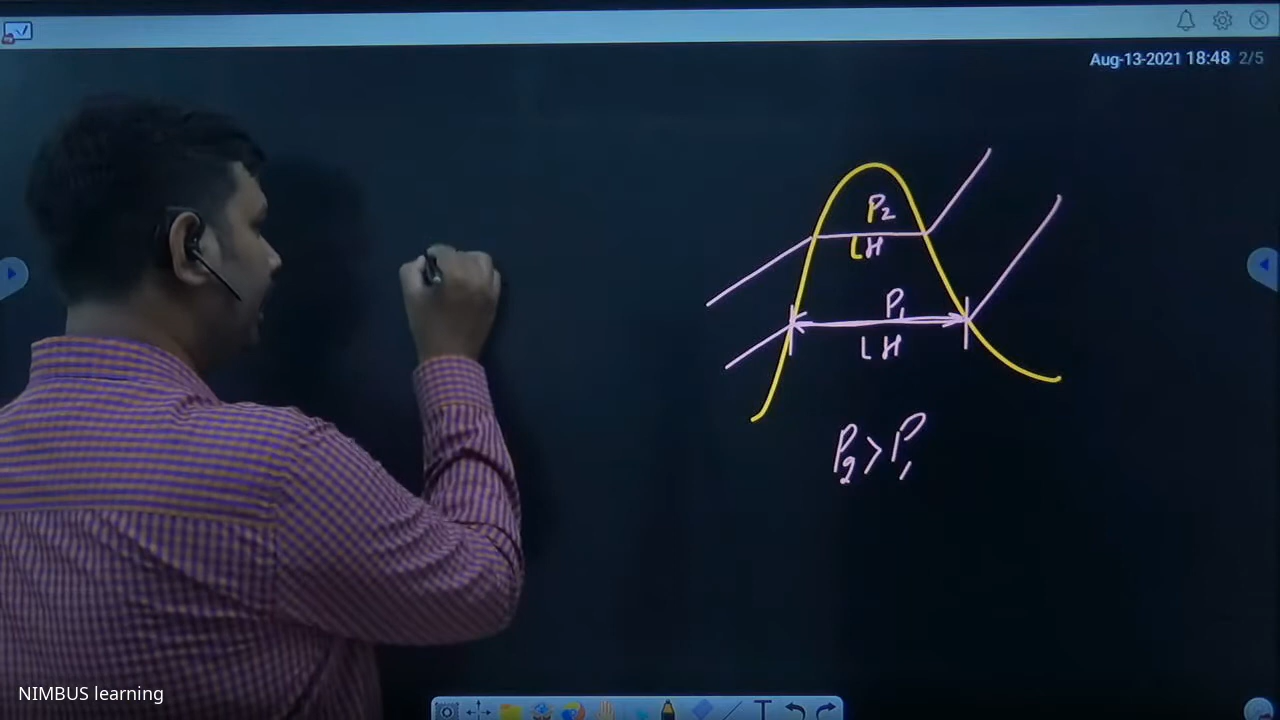 Aug-13-2021 18:48 2/5
P2
LH
P1
LH
P2 > P1
NIMBUS learning
T